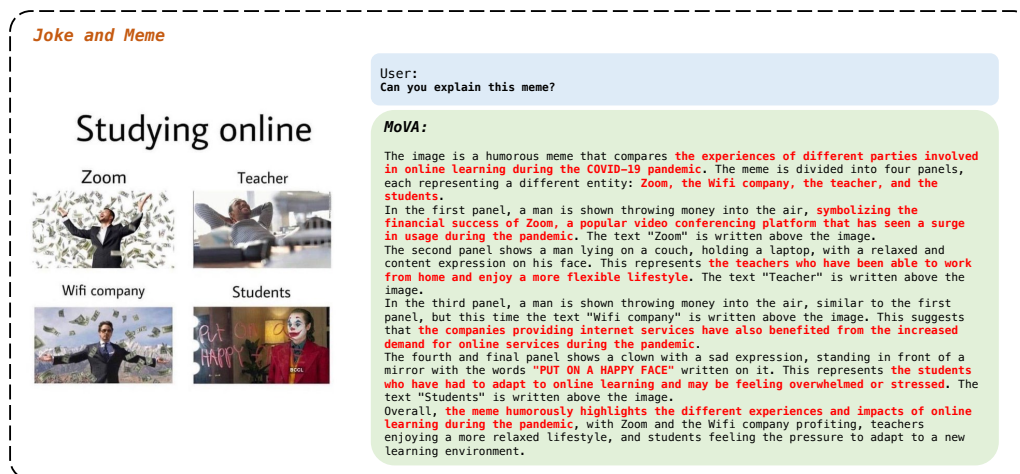 Joke and Meme
Studying online
Zoom
Teacher
Wifi company
Students
PUT ON A
HAPPY
BCCL
User:
Can you explain this meme?
MoVA:
The image is a humorous meme that compares the experiences of different parties involved
in online learning during the COVID-19 pandemic. The meme is divided into four panels,
each representing a different entity: Zoom, the Wifi company, the teacher, and the
students.
In the first panel, a man is shown throwing money into the air, symbolizing the
financial success of Zoom, a popular video conferencing platform that has seen a surge
in usage during the pandemic. The text "Zoom" is written above the image.
The second panel shows a man lying on a couch, holding a laptop, with a relaxed and
content expression on his face. This represents the teachers who have been able to work
from home and enjoy a more flexible lifestyle. The text "Teacher" is written above the
image.
In the third panel, a man is shown throwing money into the air, similar to the first
panel, but this time the text "Wifi company" is written above the image. This suggests
that the companies providing internet services have also benefited from the increased
demand for online services during the pandemic.
The fourth and final panel shows a clown with a sad expression, standing in front of a
mirror with the words "PUT ON A HAPPY FACE" written on it. This represents the students
who have had to adapt to online learning and may be feeling overwhelmed or stressed. The
text "Students" is written above the image.
Overall, the meme humorously highlights the different experiences and impacts of online
learning during the pandemic, with Zoom and the Wifi company profiting, teachers
enjoying a more relaxed lifestyle, and students feeling the pressure to adapt to a new
learning environment.